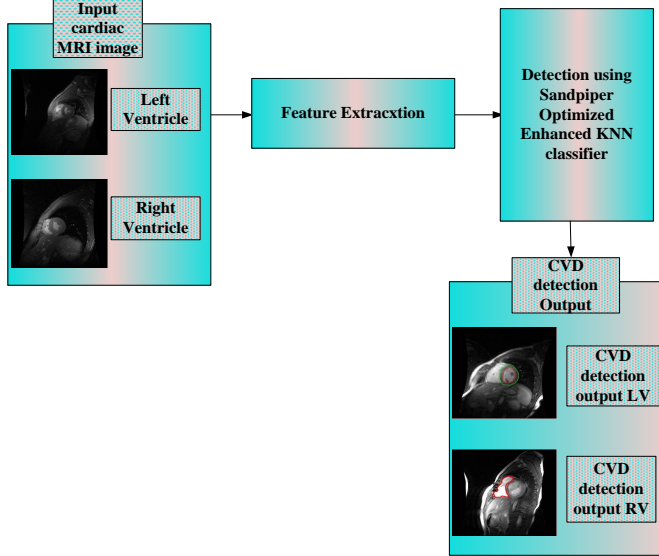 Input
cardiac
MRI image
Left
Ventricle
Right
Ventricle
Feature Extracxtion
Detection using
Sandpiper
Optimized
Enhanced KNN
classifier
CVD
detection
Output
CVD
detection
output LV
CVD
detection
output RV